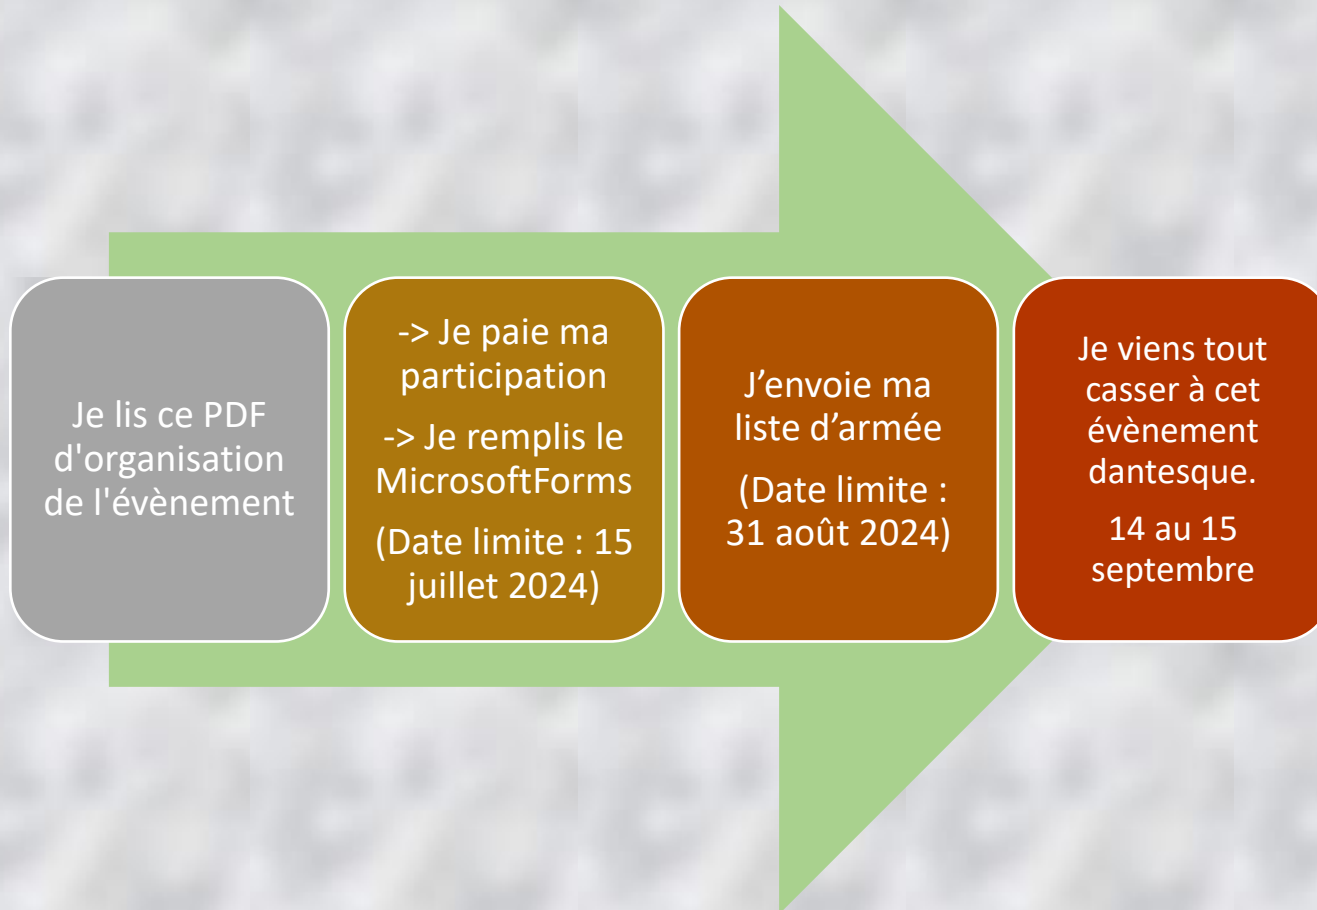 Je lis ce PDF
d'organisation
de l'évènement
-> Je paie ma
participation
-> Je remplis le
MicrosoftForms
(Date limite : 15
juillet 2024)
J’envoie ma
liste d’armée
(Date limite :
31 août 2024)
Je viens tout
casser à cet
évènement
dantesque.
14 au 15
septembre